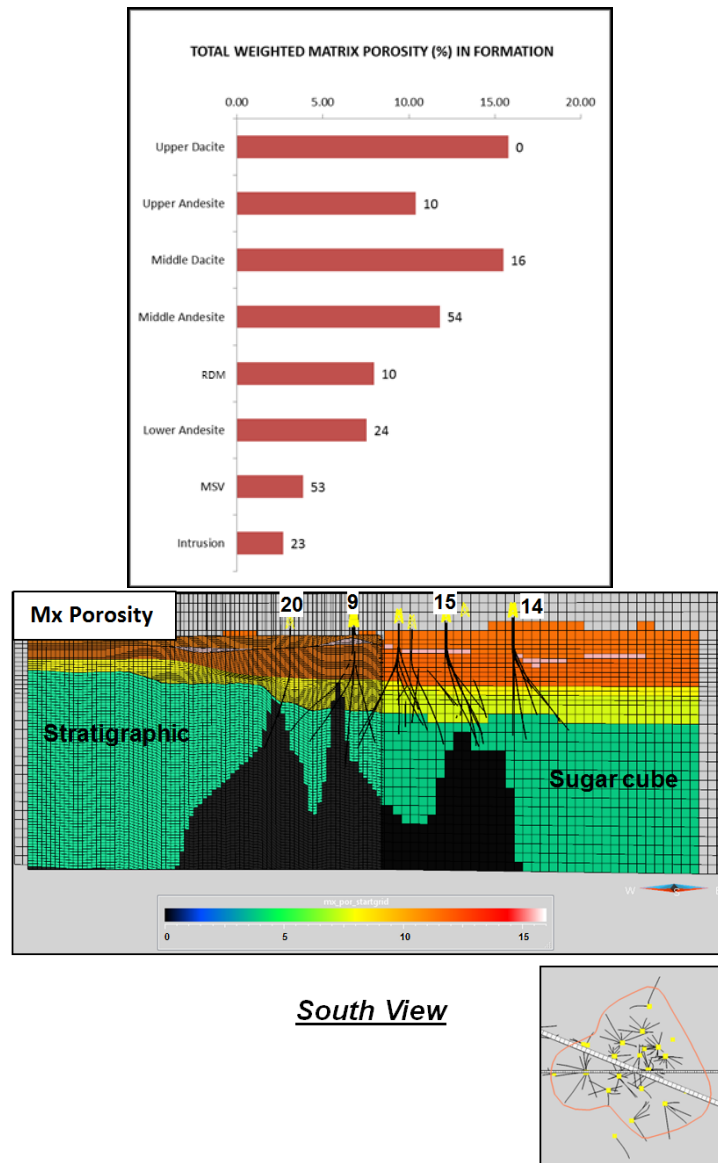 TOTAL WEIGHTED MATRIX POROSITY (%) IN FORMATION
0.00 5.00 10.00 15.00 20.00
Upper Dacite 0
Upper Andesite 10
Middle Dacite 16
Middle Andesite 54
RDM 10
Lower Andesite 24
MSV 53
Intrusion 23
Mx Porosity 20 9 15 14
Stratigraphic
Sugar cube
W S
mx_por_startgrid
0 5 10 15
South View